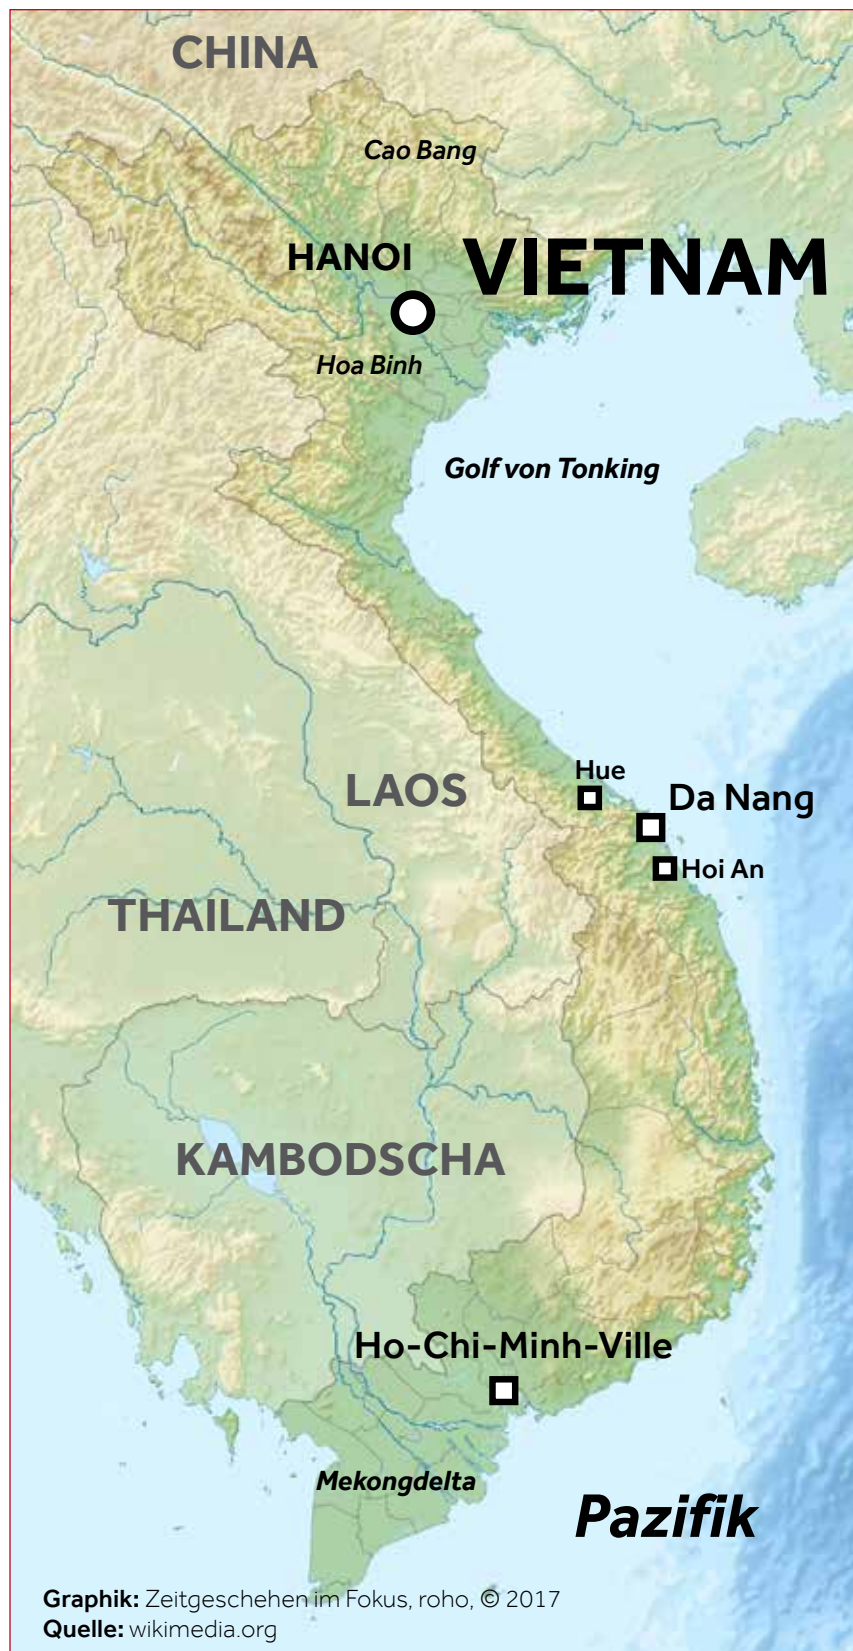 CHINA
Cao Bang
HANOI
VIETNAM
Hoa Binh
Golf von Tonking
Hue
LAOS
Da Nang
Hoi An
THAILAND
KAMBODSCHA
Ho-Chi-Minh-Ville
Mekongdelta
Pazifik
Graphik: Zeitgeschehen im Fokus, roho, © 2017
Quelle: wikimedia.org